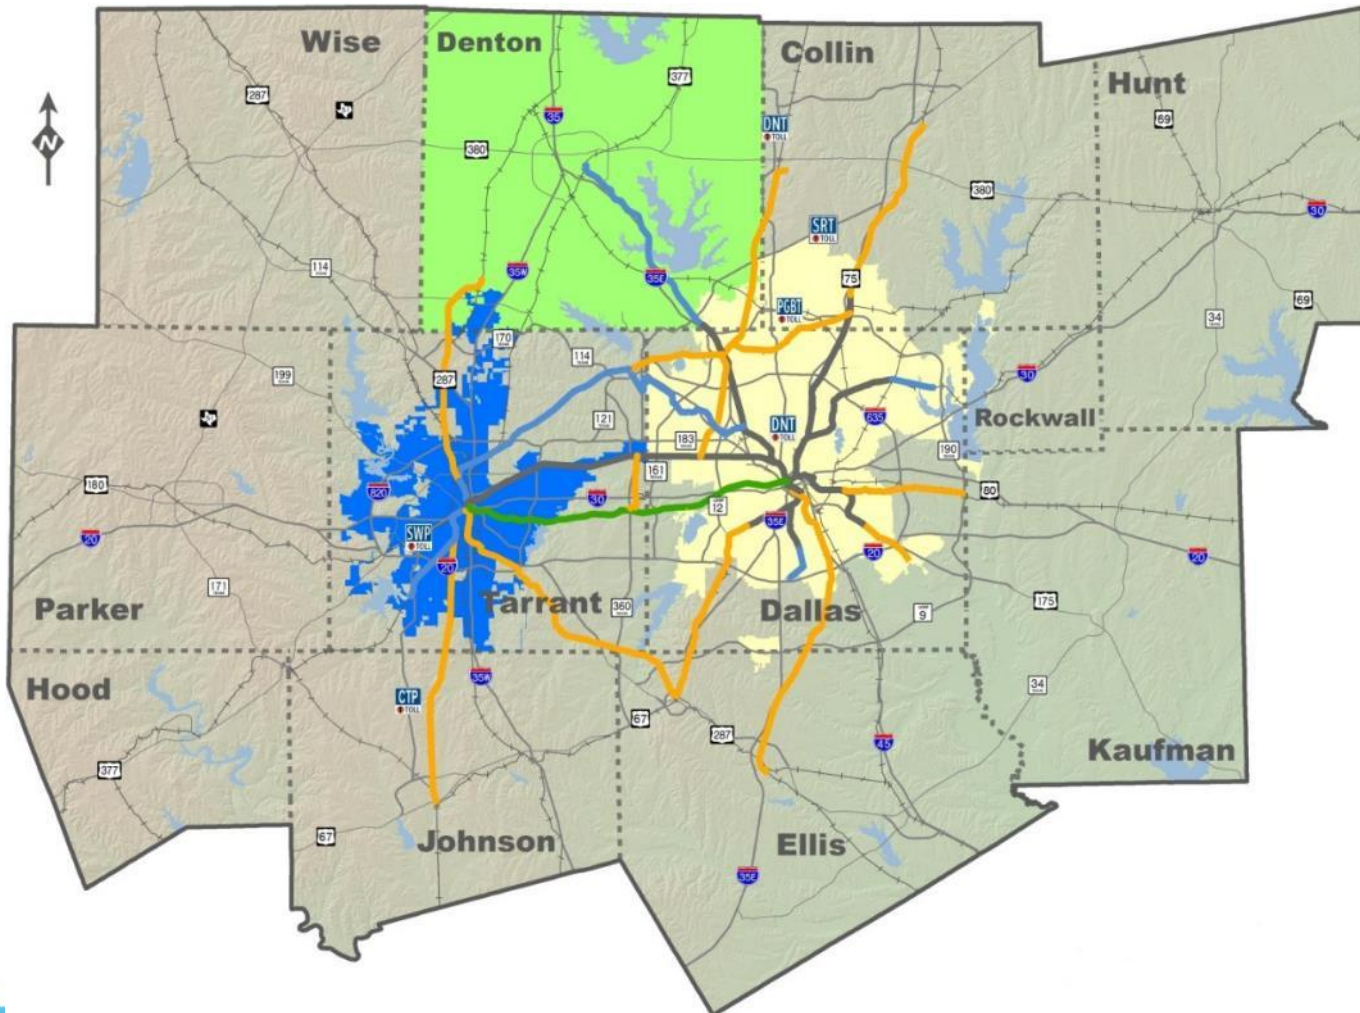 Wise
Denton
Collin
Hunt
287
377
35
69
DNT
TOLL
N
380
380
30
SRT
TOLL
114
35W
35E
75
69
PGBT
TOLL
34
170
114
199
287
30
121
DNT
TOLL
635
Rockwall
183
190
161
180
820
30
80
12
35E
SWP
TOLL
20
20
20
20
171
Parker
Tarrant
360
Dallas
9
175
Hood
35W
34
CTP
TOLL
67
287
45
Kaufman
377
67
Johnson
Ellis
35E